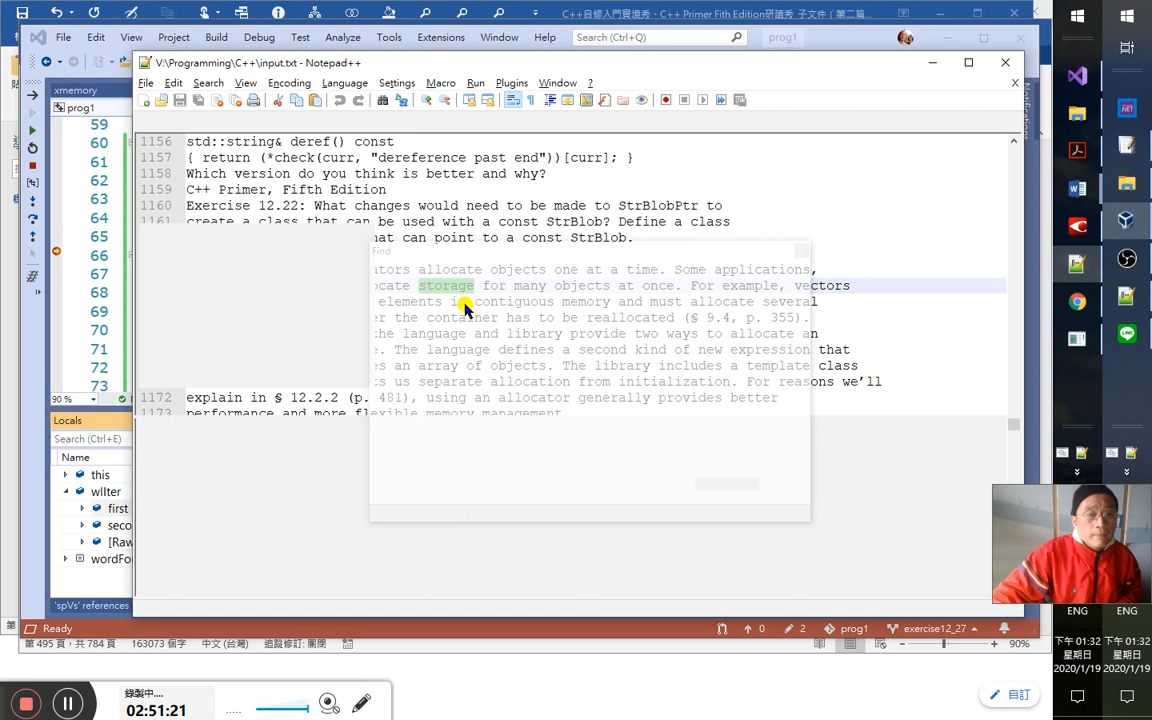 C++自修入門實境秀、C++ Primer Fifth Edition研讀秀 子文件 (第二篇...
File Edit View Project Build Debug Test Analyze Tools Extensions Window Help Search (Ctrl+Q) prog1
V:\Programming\C++\input.txt - Notepad++
File Edit Search View Encoding Language Settings Macro Run Plugins Window ?
xmemory
prog1
59
60
61
62
63
64
65
66
67
68
69
70
71
72
73
90 %
1156 std::string& deref() const
1157 { return (*check(curr, "dereference past end"))[curr]; }
1158 Which version do you think is better and why?
1159 C++ Primer, Fifth Edition
1160 Exercise 12.22: What changes would need to be made to StrBlobPtr to
1161 create a class that can be used with a const StrBlob? Define a class
hat can point to a const StrBlob.
Find
ators allocate objects one at a time. Some applications,
ocate storage for many objects at once. For example, vectors
elements in contiguous memory and must allocate several
er the container has to be reallocated (§ 9.4, p. 355).
the language and library provide two ways to allocate an
e. The language defines a second kind of new expression that
es an array of objects. The library includes a template class
ts us separate allocation from initialization. For reasons we’ll
1172 explain in § 12.2.2 (p. 481), using an allocator generally provides better
1173 performance and more flexible memory management.
Locals
Search (Ctrl+E)
Name
this
wlIter
first
seco
[Raw
wordFo
'spVs' references
Notifications
Ready
0
2
prog1
exercise12_27
第 495 頁，共 784 頁 163073 個字 中文 (台灣) 追蹤修訂: 關閉
90%
錄製中....
02:51:21
自訂
ENG ENG
下午 01:32 下午 01:32
星期日 星期日
2020/1/19 2020/1/19